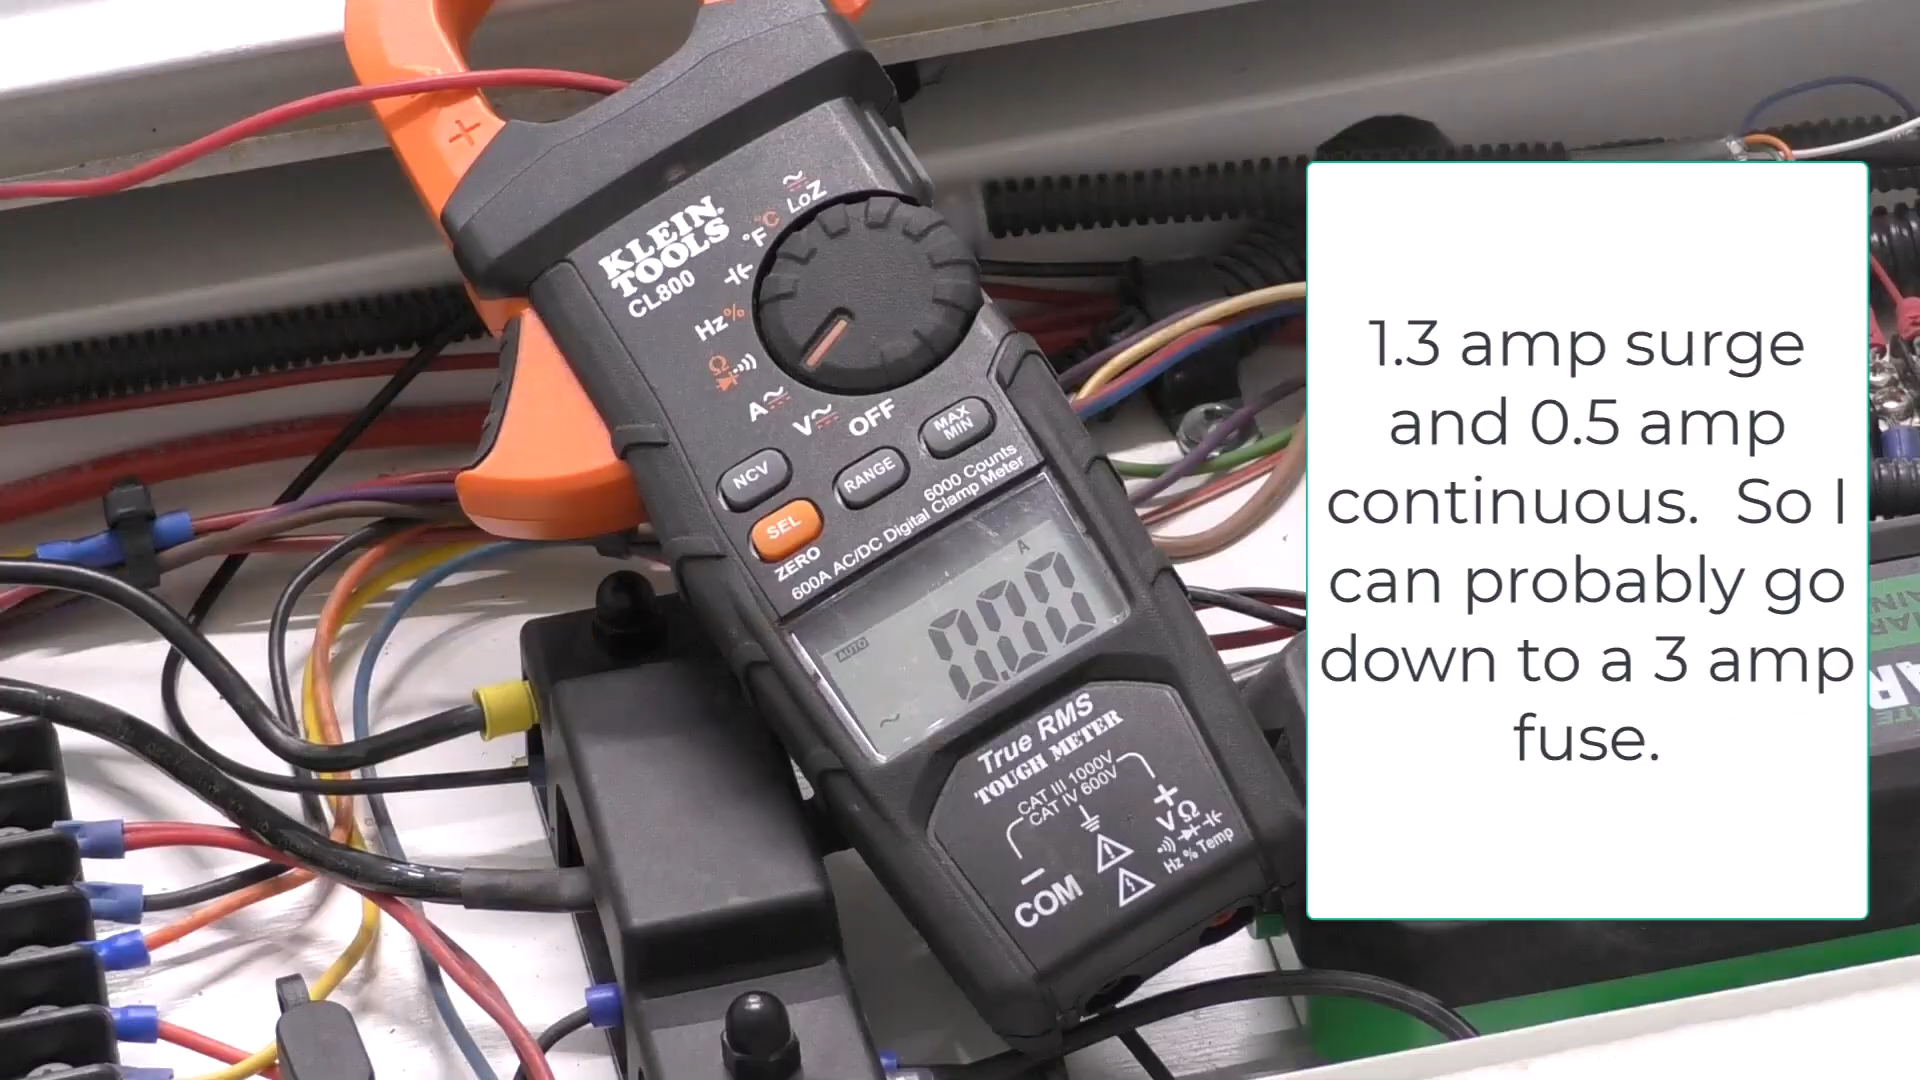 LoZ
°F°C
KLEIN
TOOLS
CL800
Hz%
Ω
A
V
OFF
NCV
RANGE
MAX
MIN
SEL
ZERO
6000 Counts
600A AC/DC Digital Clamp Meter
A
AUTO
0.00
True RMS
TOUGH METER
CAT III 1000V
CAT IV 600V
+
VΩ
Hz % Temp
–
COM
1.3 amp surge
and 0.5 amp
continuous. So I
can probably go
down to a 3 amp
fuse.